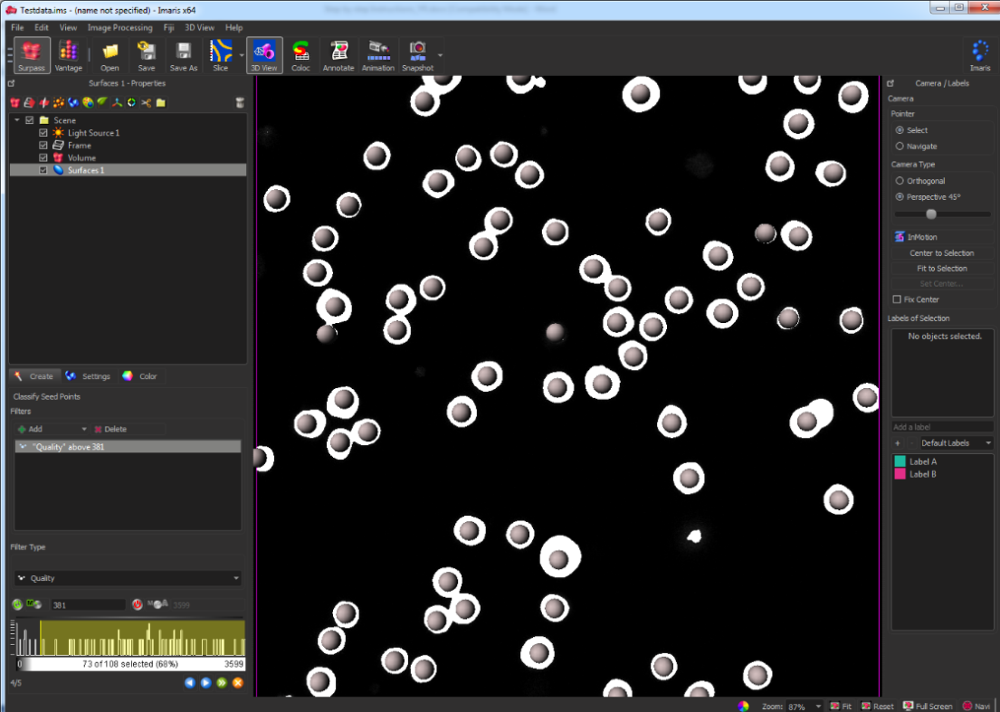 Testdata.ims - (name not specified) - Imaris x64
File Edit View Image Processing Fiji 3D View Help
Surpass Vantage Open Save Save As Slice 3D View Coloc Annotate Animation Snapshot Imaris
Surfaces 1 - Properties
Scene
Light Source 1
Frame
Volume
Surfaces 1
Create Settings Color
Classify Seed Points
Filters
Add Delete
"Quality" above 381
Filter Type
Quality
381 3599
0 73 of 108 selected (68%) 3599
4/5
Camera / Labels
Camera
Pointer
Select
Navigate
Camera Type
Orthogonal
Perspective 45°
InMotion
Center to Selection
Fit to Selection
Set Center...
Fix Center
Labels of Selection
No objects selected.
Add a label
+ - Default Labels
Label A
Label B
Zoom: 87% Fit Reset Full Screen Navi